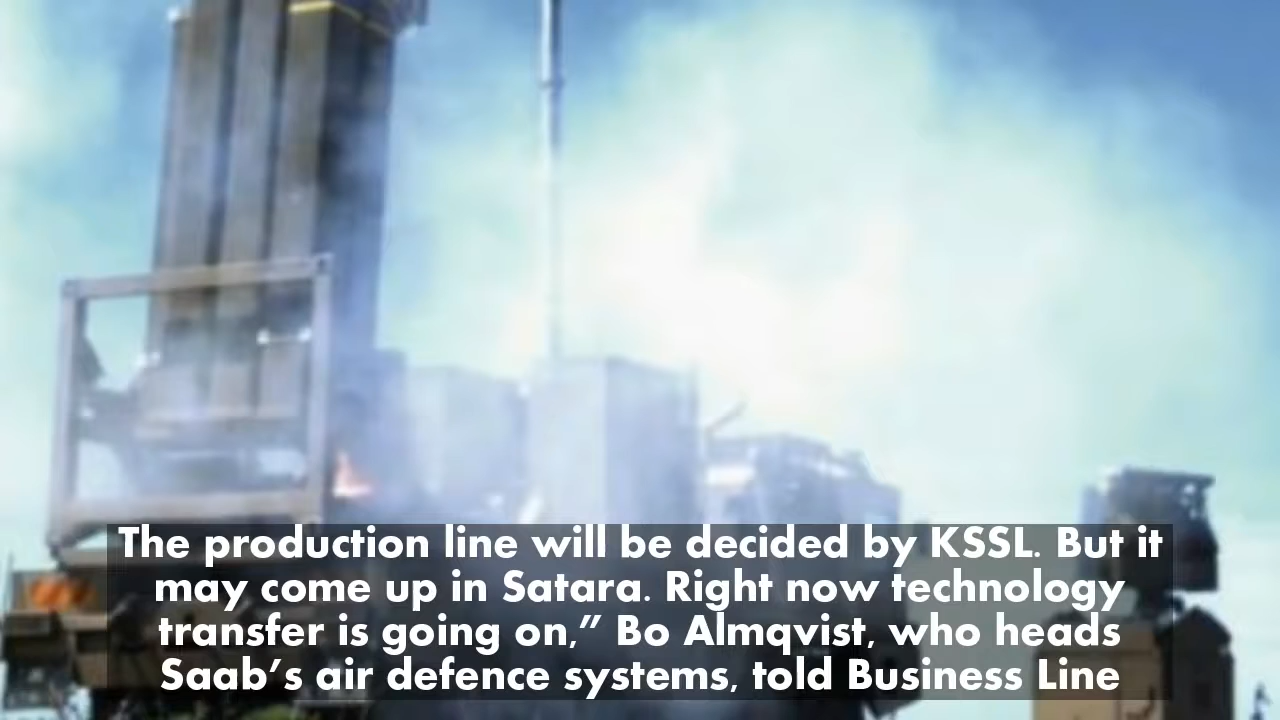 The production line will be decided by KSSL. But it
may come up in Satara. Right now technology
transfer is going on,” Bo Almqvist, who heads
Saab’s air defence systems, told Business Line